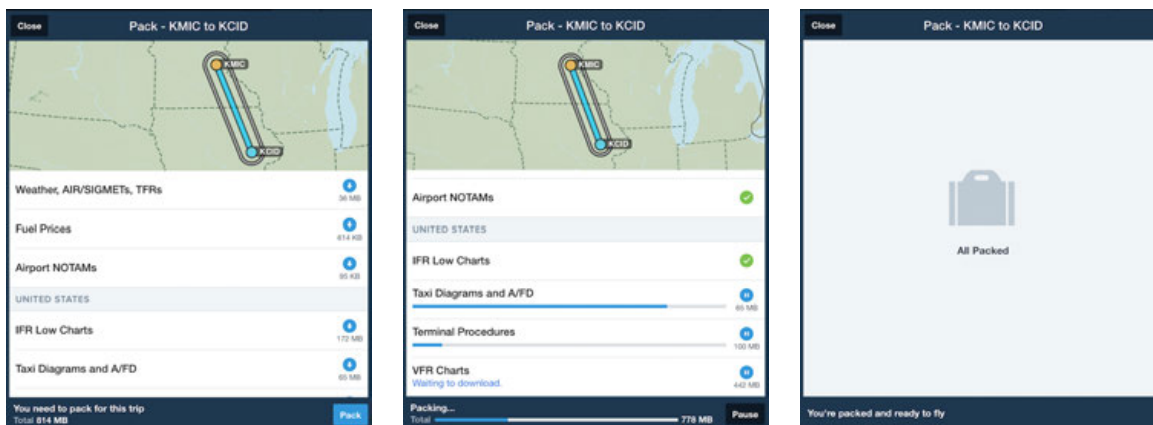 Close
Pack - KMIC to KCID
KMIC
KCID
Weather, AIR/SIGMETs, TFRs
36 MB
Fuel Prices
614 KB
Airport NOTAMs
95 KB
UNITED STATES
IFR Low Charts
172 MB
Taxi Diagrams and A/FD
65 MB
You need to pack for this trip
Total 814 MB
Pack
Close
Pack - KMIC to KCID
KMIC
KCID
Airport NOTAMs
UNITED STATES
IFR Low Charts
Taxi Diagrams and A/FD
65 MB
Terminal Procedures
100 MB
VFR Charts
Waiting to download.
442 MB
Packing...
Total 778 MB
Pause
Close
Pack - KMIC to KCID
All Packed
You're packed and ready to fly